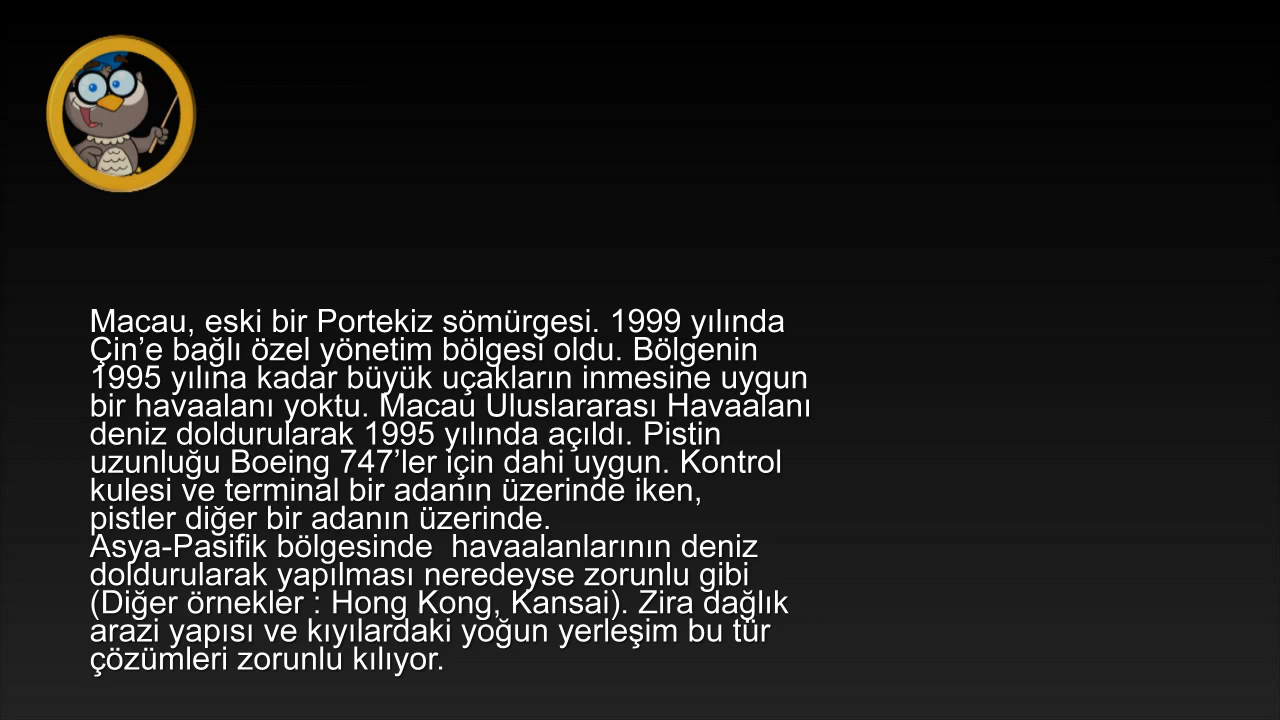 Macau, eski bir Portekiz sömürgesi. 1999 yılında
Çin’e bağlı özel yönetim bölgesi oldu. Bölgenin
1995 yılına kadar büyük uçakların inmesine uygun
bir havaalanı yoktu. Macau Uluslararası Havaalanı
deniz doldurularak 1995 yılında açıldı. Pistin
uzunluğu Boeing 747’ler için dahi uygun. Kontrol
kulesi ve terminal bir adanın üzerinde iken,
pistler diğer bir adanın üzerinde.
Asya-Pasifik bölgesinde  havaalanlarının deniz
doldurularak yapılması neredeyse zorunlu gibi
(Diğer örnekler : Hong Kong, Kansai). Zira dağlık
arazi yapısı ve kıyılardaki yoğun yerleşim bu tür
çözümleri zorunlu kılıyor.